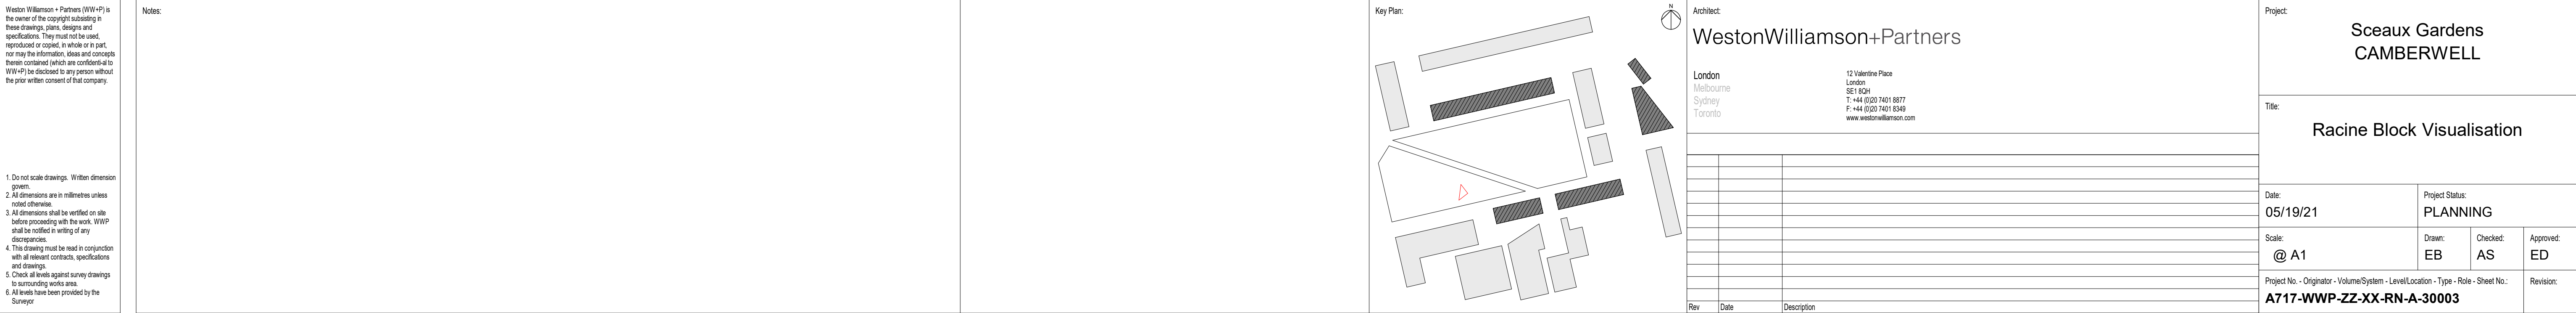 Weston Williamson + Partners (WW+P) is
the owner of the copyright subsisting in
these drawings, plans, designs and
specifications. They must not be used,
reproduced or copied, in whole or in part,
nor may the information, ideas and concepts
therein contained (which are confidenti-al to
WW+P) be disclosed to any person without
the prior written consent of that company.
1. Do not scale drawings. Written dimension
govern.
2. All dimensions are in millimetres unless
noted otherwise.
3. All dimensions shall be vertified on site
before proceeding with the work. WWP
shall be notified in writing of any
discrepancies.
4. This drawing must be read in conjunction
with all relevant contracts, specifications
and drawings.
5. Check all levels against survey drawings
to surrounding works area.
6. All levels have been provided by the
Surveyor
Notes:
Key Plan:
N
Architect:
WestonWilliamson+Partners
London
Melbourne
Sydney
Toronto
12 Valentine Place
London
SE1 8QH
T: +44 (0)20 7401 8877
F: +44 (0)20 7401 8349
www.westonwilliamson.com
Rev Date Description
Project:
Sceaux Gardens
CAMBERWELL
Title:
Racine Block Visualisation
Date: Project Status:
05/19/21 PLANNING
Scale: Drawn: Checked: Approved:
@ A1 EB AS ED
Project No. - Originator - Volume/System - Level/Location - Type - Role - Sheet No.: Revision:
A717-WWP-ZZ-XX-RN-A-30003